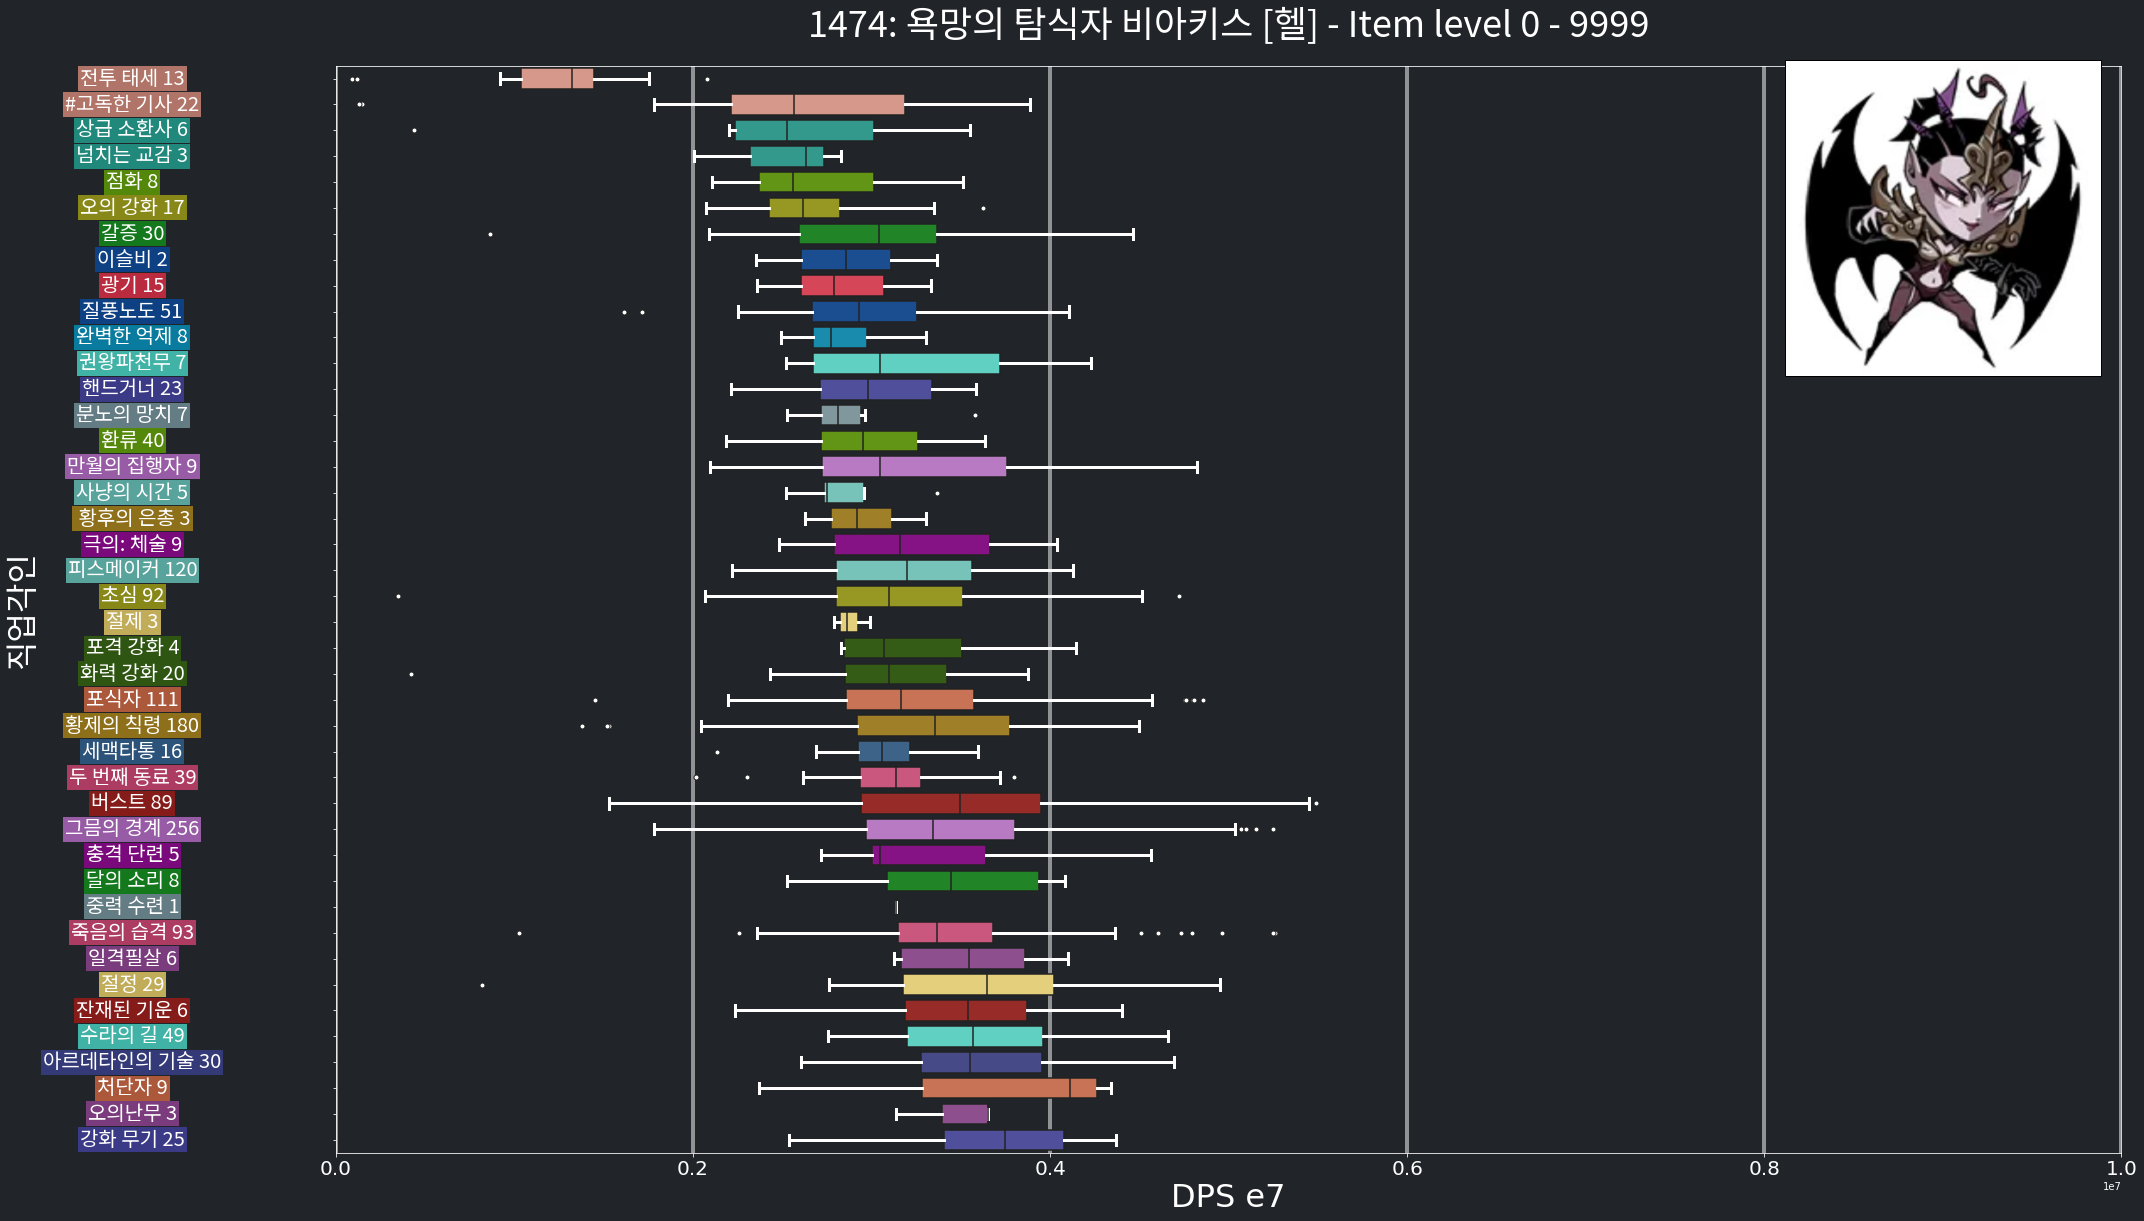 1474: 욕망의 탐식자 비아키스 [헬] - Item level 0 - 9999
전투 태세 13
#고독한 기사 22
상급 소환사 6
넘치는 교감 3
점화 8
오의 강화 17
갈증 30
이슬비 2
광기 15
질풍노도 51
완벽한 억제 8
권왕파천무 7
핸드거너 23
분노의 망치 7
환류 40
만월의 집행자 9
사냥의 시간 5
황후의 은총 3
극의: 체술 9
피스메이커 120
초심 92
절제 3
포격 강화 4
화력 강화 20
포식자 111
황제의 칙령 180
세맥타통 16
두 번째 동료 39
버스트 89
그믐의 경계 256
충격 단련 5
달의 소리 8
중력 수련 1
죽음의 습격 93
일격필살 6
절정 29
잔재된 기운 6
수라의 길 49
아르데타인의 기술 30
처단자 9
오의난무 3
강화 무기 25
직업각인
0.0 0.2 0.4 0.6 0.8 1.0
1e7
DPS e7